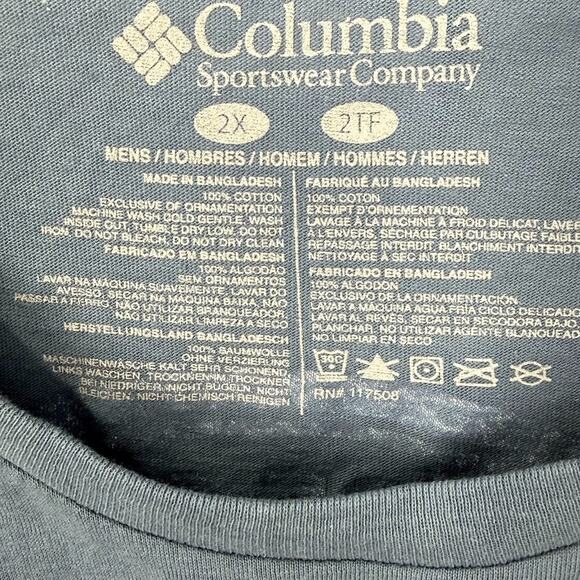 Columbia
Sportswear Company
2X 2TF
MENS / HOMBRES / HOMEM / HOMMES / HERREN
MADE IN BANGLADESH
100% COTTON
EXCLUSIVE OF ORNAMENTATION
MACHINE WASH COLD GENTLE, WASH
INSIDE OUT, TUMBLE DRY LOW, DO NOT
IRON, DO NOT BLEACH, DO NOT DRY CLEAN
FABRICADO EM BANGLADESH
100% ALGODÃO
SEM ORNAMENTOS
LAVAR NA MÁQUINA SUAVEMENTE, LAVAR DO
AVESSO, SECAR NA MÁQUINA BAIXA, NÃO
PASSAR A FERRO, NÃO UTILIZAR BRANQUEADOR
NÃO UTILIZAR LIMPEZA A SECO
HERSTELLUNGSLAND BANGLADESCH
100% BAUMWOLLE
OHNE VERZIERUNG
MASCHINENWÄSCHE KALT SEHR SCHONEND
LINKS WASCHEN, TROCKNEN IM TROCKNER
BEI NIEDRIGER, NICHT BUGELN, NICHT
BLEICHEN, NICHT CHEMISCH REINIGEN
FABRIQUÉ AU BANGLADESH
100% COTON
EXEMPT D'ORNEMENTATION
LAVAGE À LA MACHINE À FROID DÉLICAT, LAVER
À L'ENVERS, SÉCHAGE PAR CULBUTAGE FAIBLE
REPASSAGE INTERDIT, BLANCHIMENT INTERDIT
NETTOYAGE À SEC INTERDIT
FABRICADO EN BANGLADESH
100% ALGODON
EXCLUSIVO DE LA ORNAMENTACIÓN
LAVAR A MÁQUINA AGUA FRÍA CICLO DELICADO
LAVAR AL REVÉS, SECAR EN SECADORA BAJO
PLANCHAR, NO UTILIZAR AGENTE BLANQUEADOR
NO LIMPIAR EN SECO
30C
RN# 117508